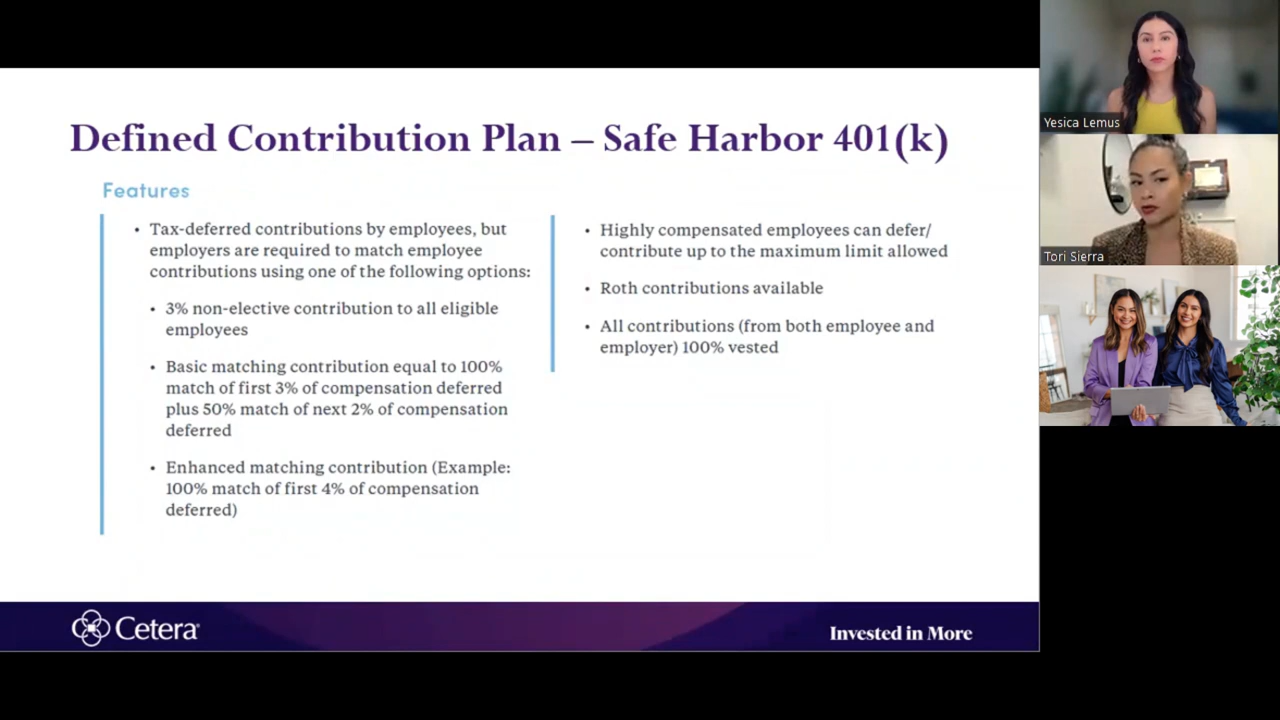 Defined Contribution Plan – Safe Harbor 401(k)
Features
• Tax-deferred contributions by employees, but
employers are required to match employee
contributions using one of the following options:
• 3% non-elective contribution to all eligible
employees
• Basic matching contribution equal to 100%
match of first 3% of compensation deferred
plus 50% match of next 2% of compensation
deferred
• Enhanced matching contribution (Example:
100% match of first 4% of compensation
deferred)
• Highly compensated employees can defer/
contribute up to the maximum limit allowed
• Roth contributions available
• All contributions (from both employee and
employer) 100% vested
Cetera®
Invested in More
Yesica Lemus
Tori Sierra